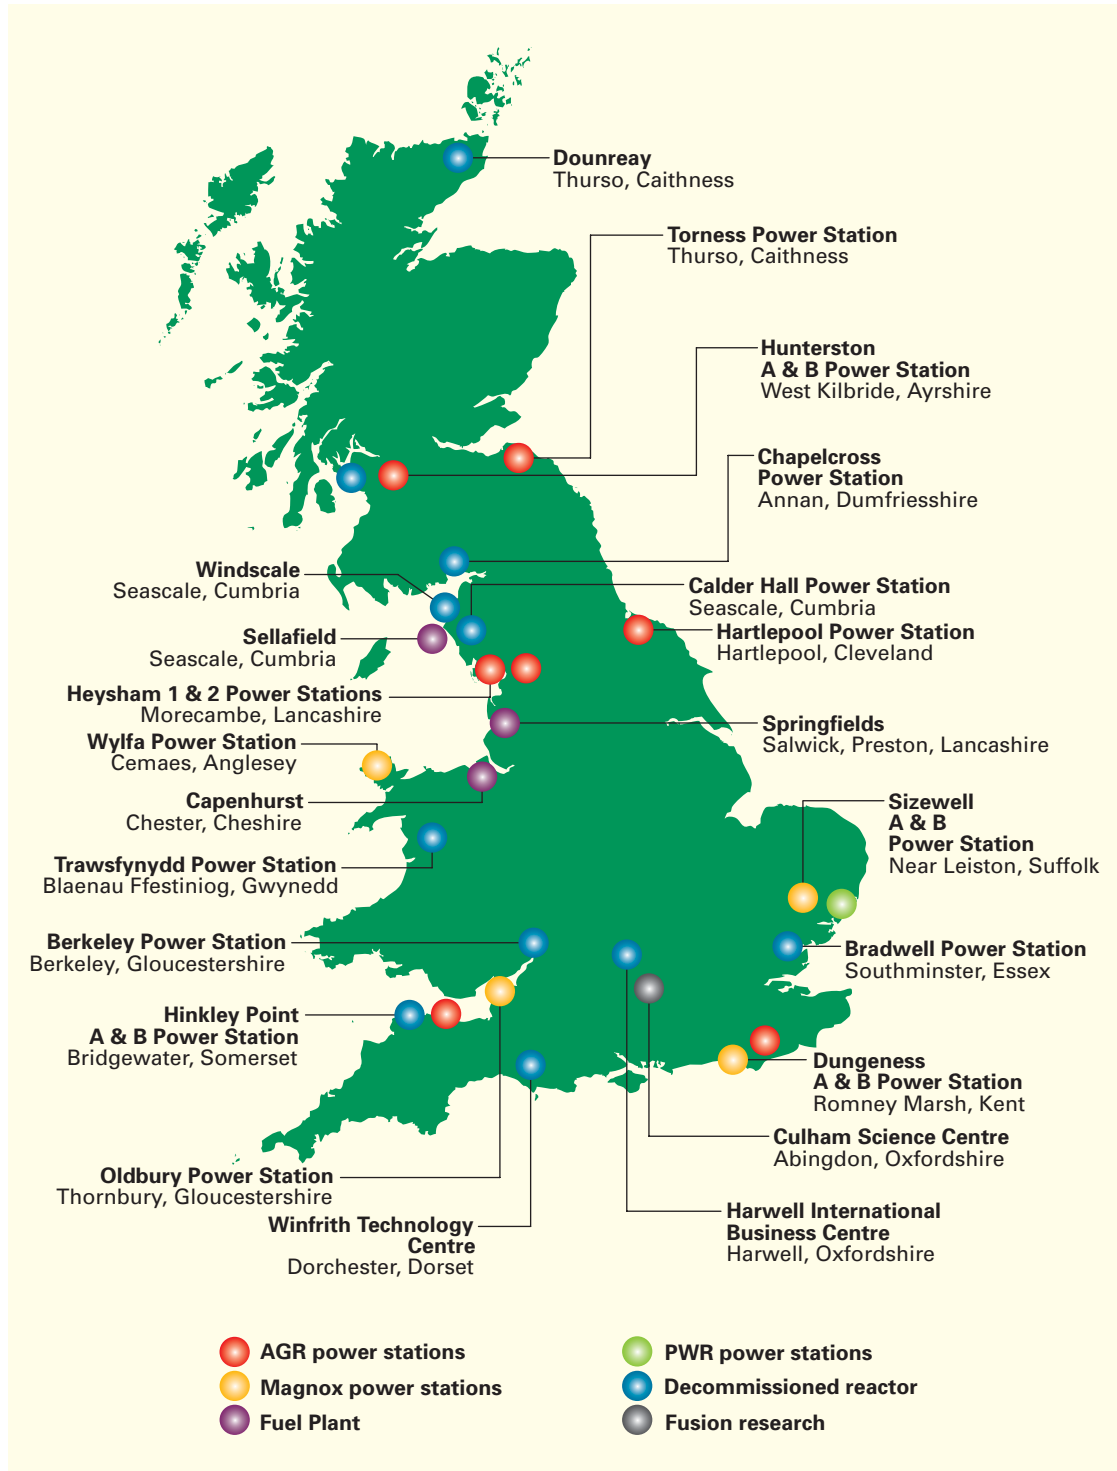 Dounreay
Thurso, Caithness
Torness Power Station
Thurso, Caithness
Hunterston
A & B Power Station
West Kilbride, Ayrshire
Chapelcross
Power Station
Annan, Dumfriesshire
Windscale
Seascale, Cumbria
Calder Hall Power Station
Seascale, Cumbria
Sellafield
Seascale, Cumbria
Hartlepool Power Station
Hartlepool, Cleveland
Heysham 1 & 2 Power Stations
Morecambe, Lancashire
Springfields
Salwick, Preston, Lancashire
Wylfa Power Station
Cemaes, Anglesey
Capenhurst
Chester, Cheshire
Sizewell
A & B
Power Station
Near Leiston, Suffolk
Trawsfynydd Power Station
Blaenau Ffestiniog, Gwynedd
Berkeley Power Station
Berkeley, Gloucestershire
Bradwell Power Station
Southminster, Essex
Hinkley Point
A & B Power Station
Bridgewater, Somerset
Dungeness
A & B Power Station
Romney Marsh, Kent
Culham Science Centre
Abingdon, Oxfordshire
Oldbury Power Station
Thornbury, Gloucestershire
Winfrith Technology
Centre
Dorchester, Dorset
Harwell International
Business Centre
Harwell, Oxfordshire
AGR power stations
Magnox power stations
Fuel Plant
PWR power stations
Decommissioned reactor
Fusion research